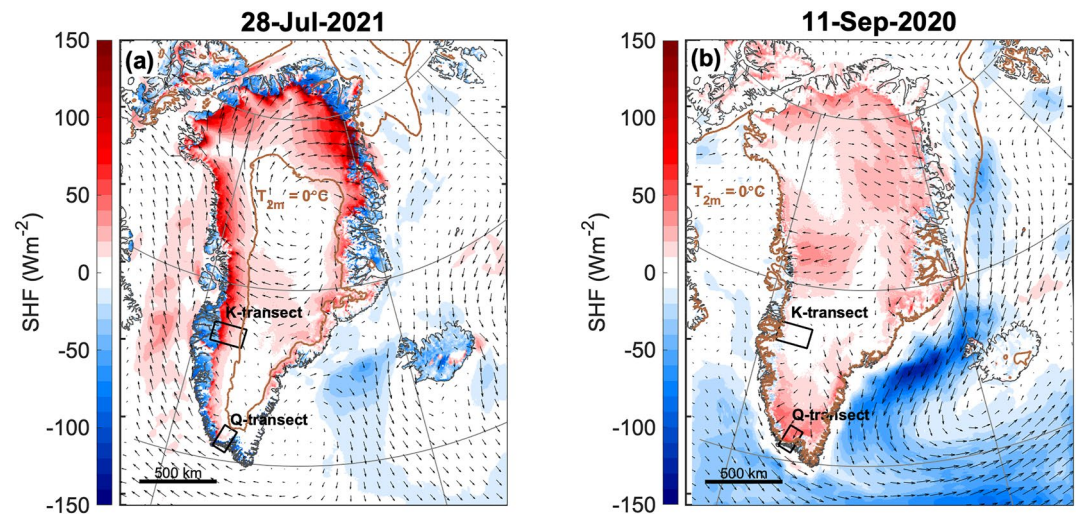 28-Jul-2021
11-Sep-2020
(a)
150
100
50
0
-50
-100
-150
SHF (Wm-2)
T2m = 0°C
K-transect
Q-transect
500 km
(b)
150
100
50
0
-50
-100
-150
SHF (Wm-2)
T2m = 0°C
K-transect
Q-transect
500 km